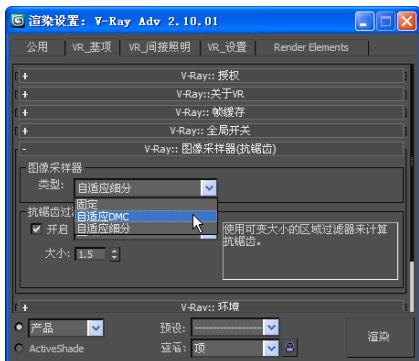 渲染设置: V-Ray Adv 2.10.01
公用 VR_基项 VR_间接照明 VR_设置 Render Elements
+ V-Ray:: 授权
+ V-Ray::关于VR
+ V-Ray:: 帧缓存
+ V-Ray:: 全局开关
- V-Ray:: 图像采样器(抗锯齿)
图像采样器
类型: 自适应细分
固定
自适应DMC
自适应细分
抗锯齿过
开启
使用可变大小的区域过滤器来计算抗锯齿。
大小: 1.5
+ V-Ray:: 环境
产品 预设: 渲染
ActiveShade 查看: 顶